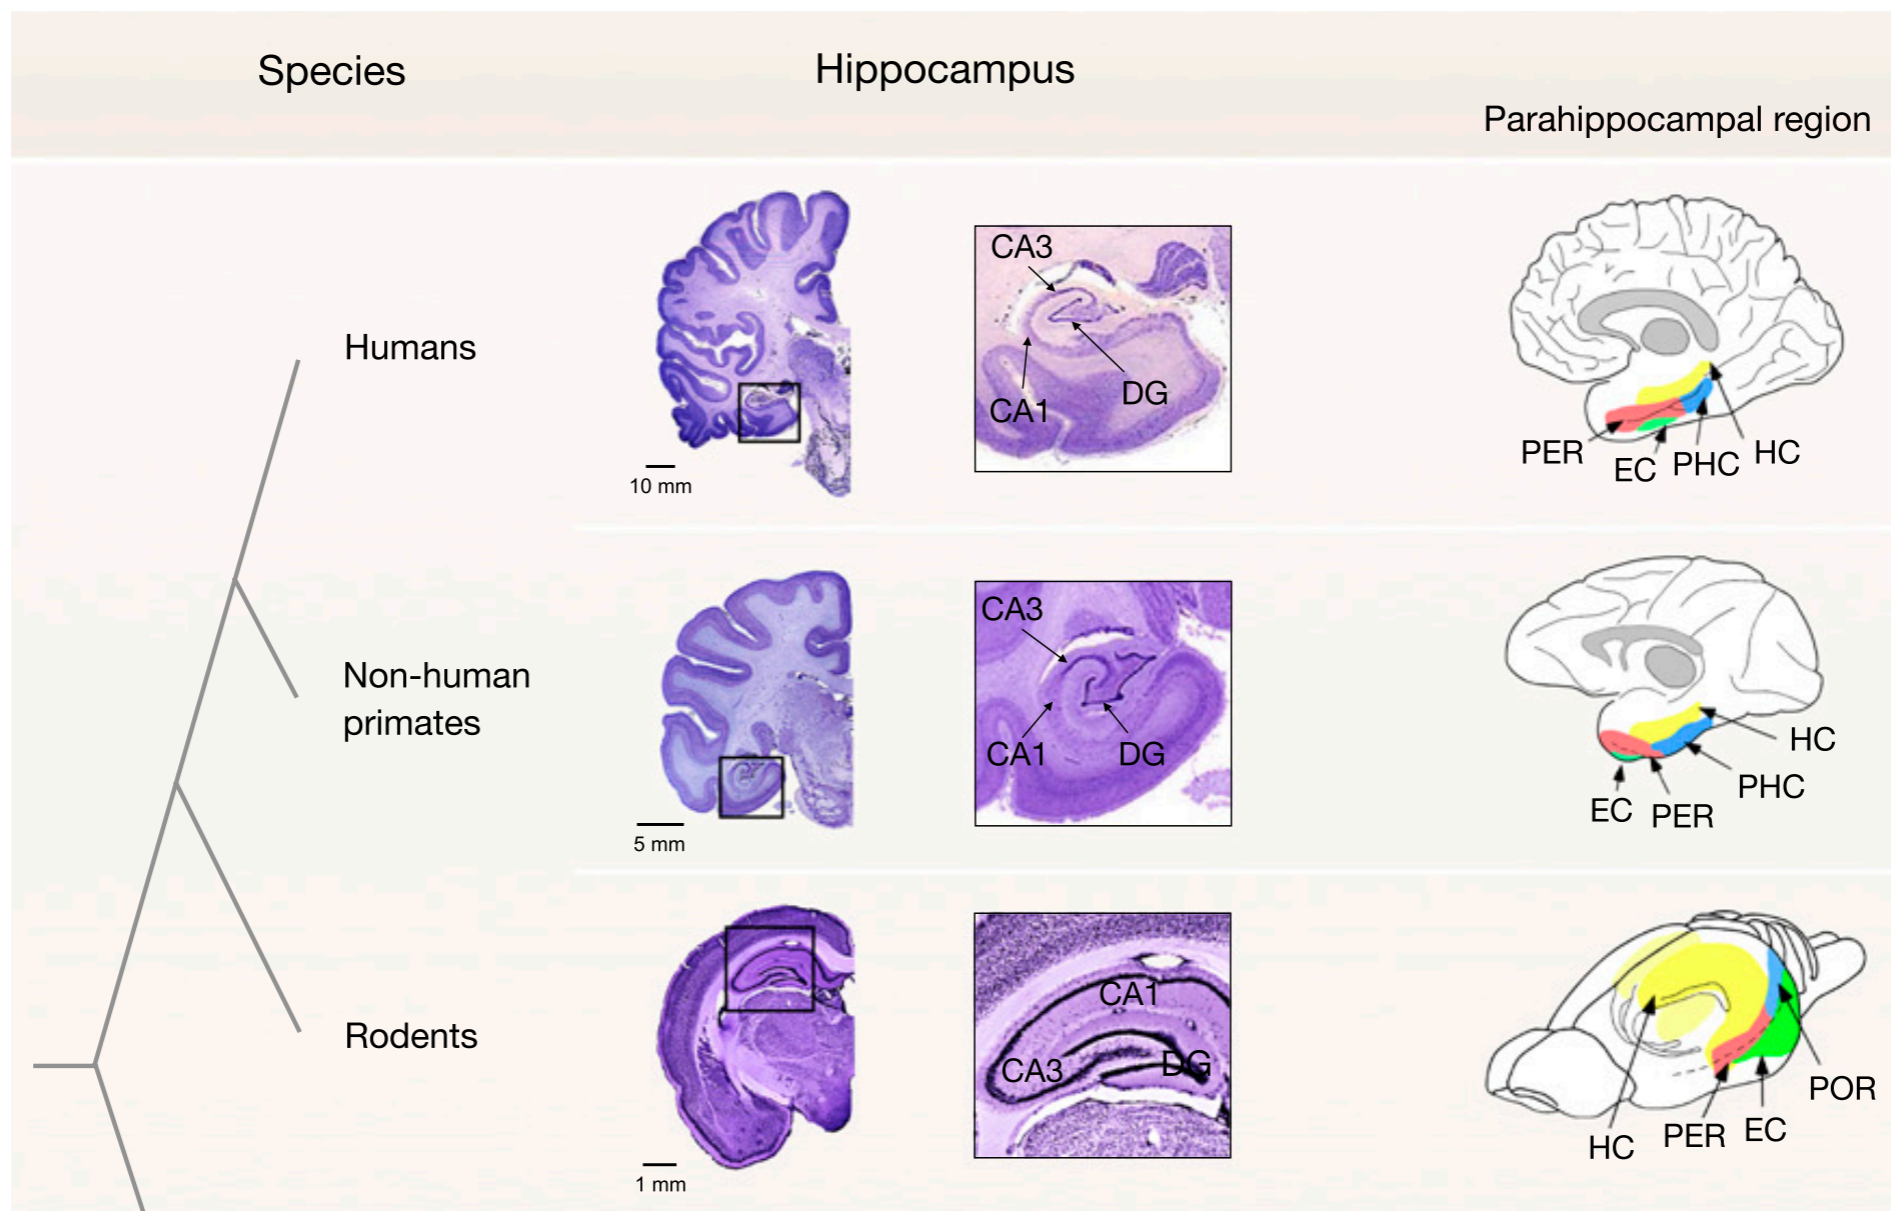 Species
Hippocampus
Parahippocampal region
Humans
CA3
CA1
DG
10 mm
PER
EC
PHC
HC
Non-human
primates
CA3
CA1
DG
5 mm
HC
PHC
EC
PER
Rodents
CA1
CA3
DG
1 mm
POR
EC
PER
HC